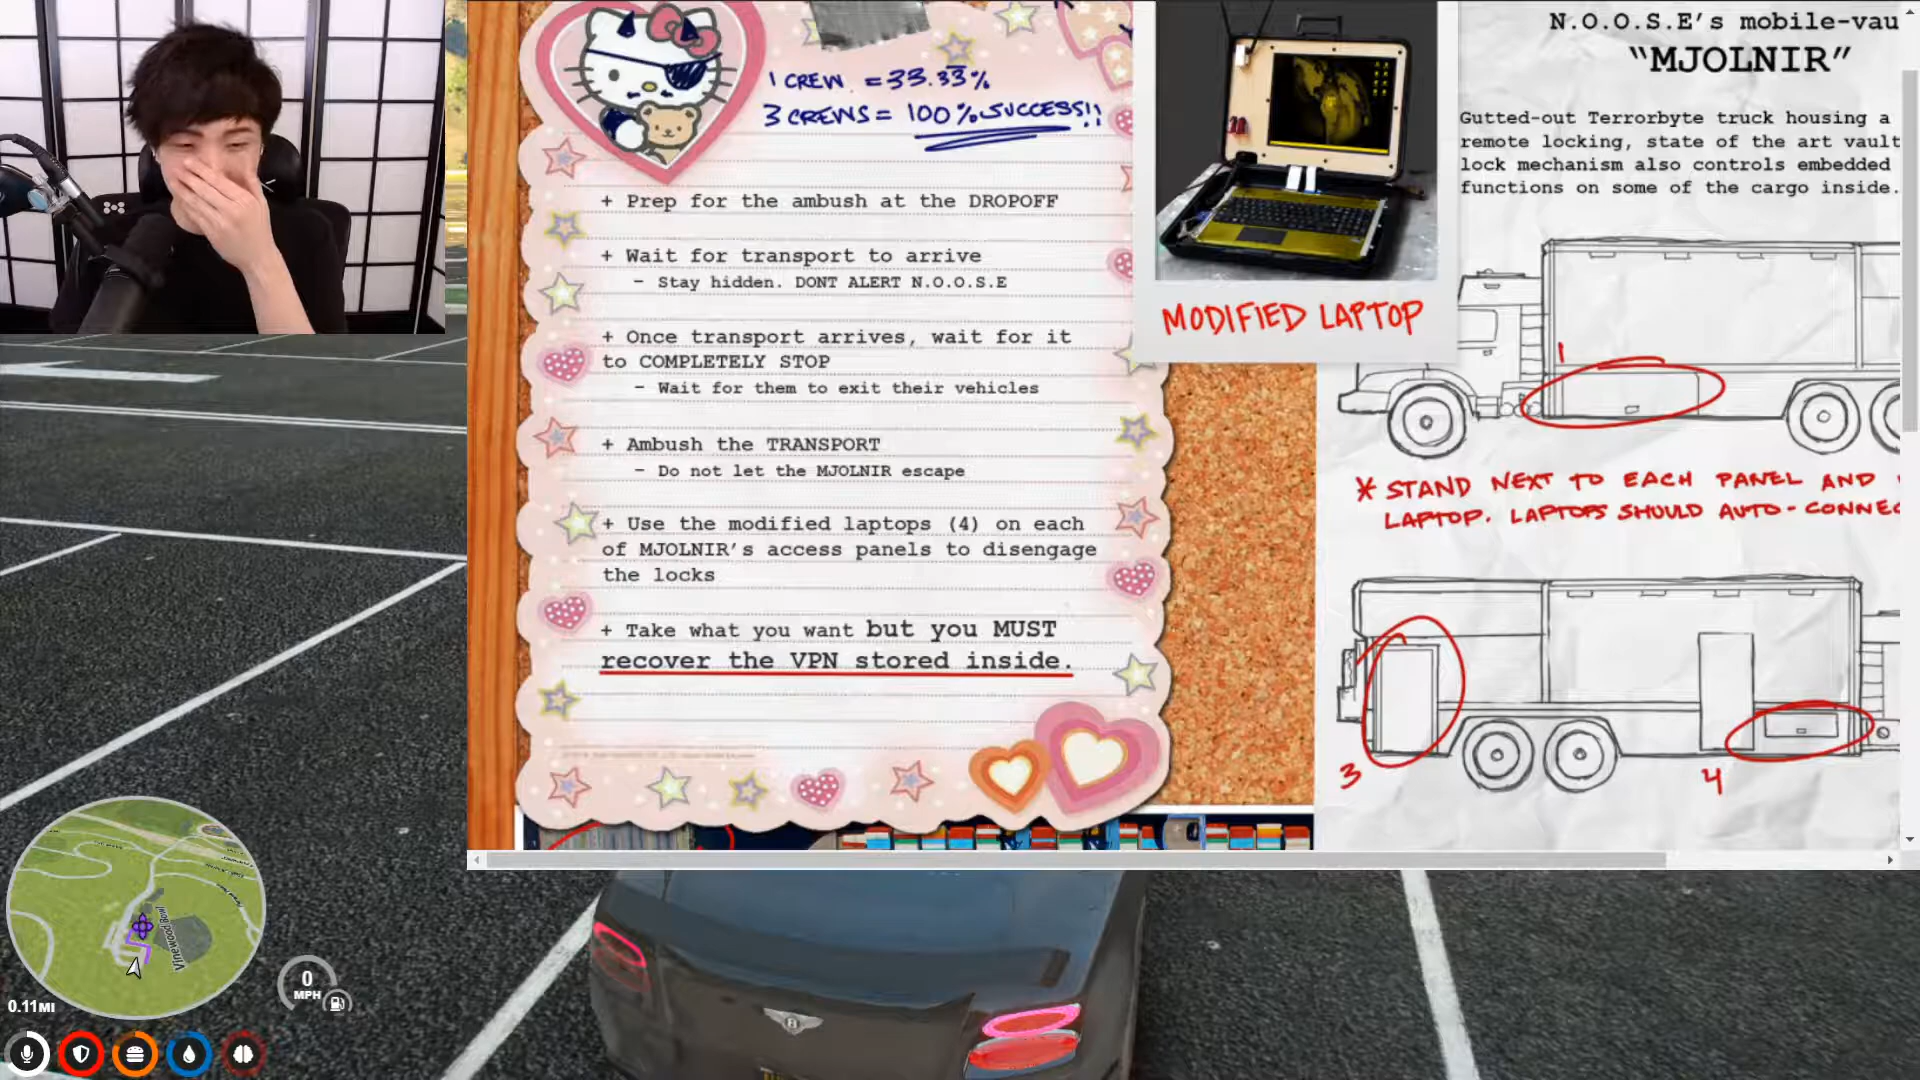 1 CREW = 33.33%
3 CREWS = 100% SUCCESS!!
+ Prep for the ambush at the DROPOFF
+ Wait for transport to arrive
- Stay hidden. DONT ALERT N.O.O.S.E
+ Once transport arrives, wait for it
to COMPLETELY STOP
- Wait for them to exit their vehicles
+ Ambush the TRANSPORT
- Do not let the MJOLNIR escape
+ Use the modified laptops (4) on each
of MJOLNIR's access panels to disengage
the locks
+ Take what you want but you MUST
recover the VPN stored inside.
MODIFIED LAPTOP
N.O.O.S.E's mobile-vau
"MJOLNIR"
Gutted-out Terrorbyte truck housing a
remote locking, state of the art vault
lock mechanism also controls embedded
functions on some of the cargo inside.
1
* STAND NEXT TO EACH PANEL AND
LAPTOP. LAPTOPS SHOULD AUTO-CONNEC
3
4
Vinewood Bowl
0.11MI
0
MPH